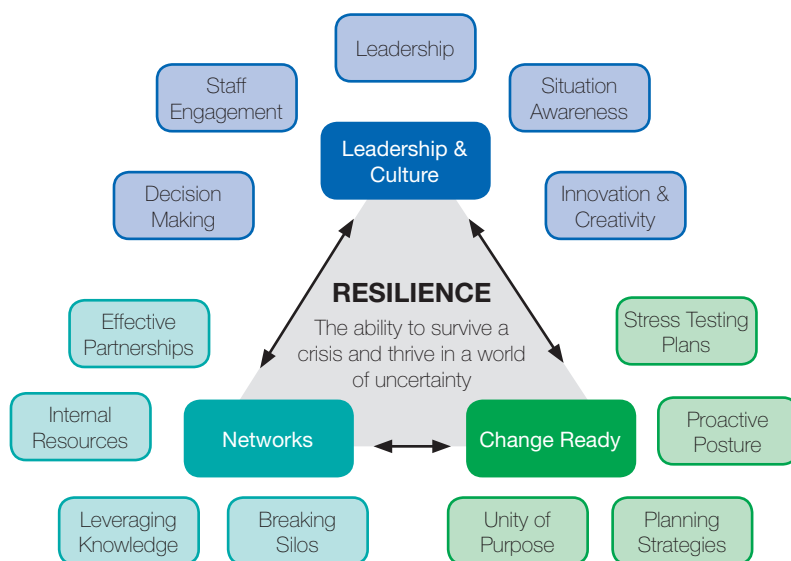 Leadership
Staff
Engagement
Situation
Awareness
Leadership &
Culture
Decision
Making
Innovation &
Creativity
RESILIENCE
The ability to survive a
crisis and thrive in a world
of uncertainty
Effective
Partnerships
Stress Testing
Plans
Internal
Resources
Networks
Change Ready
Proactive
Posture
Leveraging
Knowledge
Breaking
Silos
Unity of
Purpose
Planning
Strategies